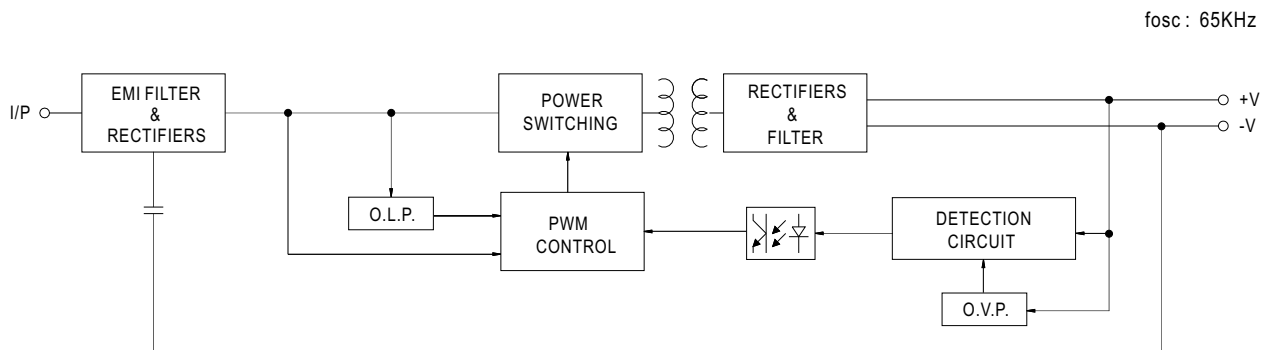 fosc : 65KHz
I/P
EMI FILTER
&
RECTIFIERS
POWER
SWITCHING
RECTIFIERS
&
FILTER
+V
-V
O.L.P.
PWM
CONTROL
DETECTION
CIRCUIT
O.V.P.